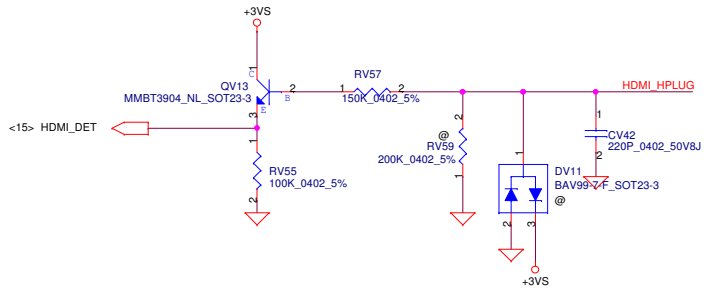 +3VS
1
C
QV13
MMBT3904_NL_SOT23-3
2
B
E
3
RV57
1
2
150K_0402_5%
HDMI_HPLUG
<15> HDMI_DET
1
RV55
100K_0402_5%
2
2
@
RV59
200K_0402_5%
1
1
DV11
BAV99-7-F_SOT23-3
@
2
3
+3VS
1
CV42
220P_0402_50V8J
2